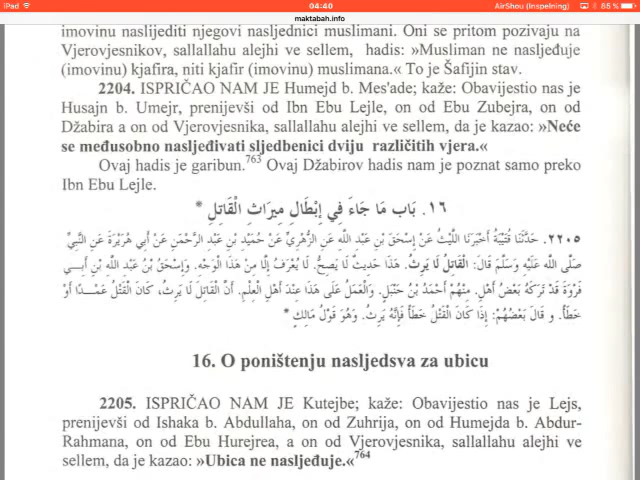 iPad 04:40 AirShou (Inspelning) 85 %
maktabah.info
imovinu naslijediti njegovi nasljednici muslimani. Oni se pritom pozivaju na
Vjerovjesnikov, sallallahu alejhi ve sellem, hadis: »Musliman ne nasljeđuje
(imovinu) kjafira, niti kjafir (imovinu) muslimana.« To je Šafijin stav.
2204. ISPRIČAO NAM JE Humejd b. Mes'ade; kaže: Obavijestio nas je
Husajn b. Umejr, prenijevši od Ibn Ebu Lejle, on od Ebu Zubejra, on od
Džabira a on od Vjerovjesnika, sallallahu alejhi ve sellem, da je kazao: »Neće
se međusobno nasljeđivati sljedbenici dviju različitih vjera.«
Ovaj hadis je garibun.763 Ovaj Džabirov hadis nam je poznat samo preko
Ibn Ebu Lejle.
١٦. بَاب مَا جَاءَ فِي إِبْطَالِ مِيرَاثِ الْقَاتِلِ *
٢٢٠٥. حَدَّثَنَا قُتَيْبَةُ أَخْبَرَنَا اللَّيْثُ عَنْ إِسْحَقَ بْنِ عَبْدِ اللهِ عَنِ الزُّهْرِيِّ عَنْ حُمَيْدِ بْنِ عَبْدِ الرَّحْمَنِ عَنْ أَبِي هُرَيْرَةَ عَنِ النَّبِيِّ
صَلَّى اللهُ عَلَيْهِ وَسَلَّمَ قَالَ: الْقَاتِلُ لَا يَرِثُ. هَذَا حَدِيثٌ لَا يَصِحُّ. لَا يُعْرَفُ إِلَّا مِنْ هَذَا الْوَجْهِ. وَإِسْحَقُ بْنُ عَبْدِ اللهِ بْنِ أَبِي
فَرْوَةَ قَدْ تَرَكَهُ بَعْضُ أَهْلِ. مِنْهُمْ أَحْمَدُ بْنُ حَنْبَلٍ. وَالْعَمَلُ عَلَى هَذَا عِنْدَ أَهْلِ الْعِلْمِ. أَنَّ الْقَاتِلَ لَا يَرِثُ، كَانَ الْقَتْلُ عَمْدًا أَوْ
خَطَأً. و قَالَ بَعْضُهُمْ: إِذَا كَانَ الْقَتْلُ خَطَأً فَإِنَّهُ يَرِثُ. وَهُوَ قَوْلُ مَالِكٍ *
16. O poništenju nasljedsva za ubicu
2205. ISPRIČAO NAM JE Kutejbe; kaže: Obavijestio nas je Lejs,
prenijevši od Ishaka b. Abdullaha, on od Zuhrija, on od Humejda b. Abdur-
Rahmana, on od Ebu Hurejrea, a on od Vjerovjesnika, sallallahu alejhi ve
sellem, da je kazao: »Ubica ne nasljeđuje.«764